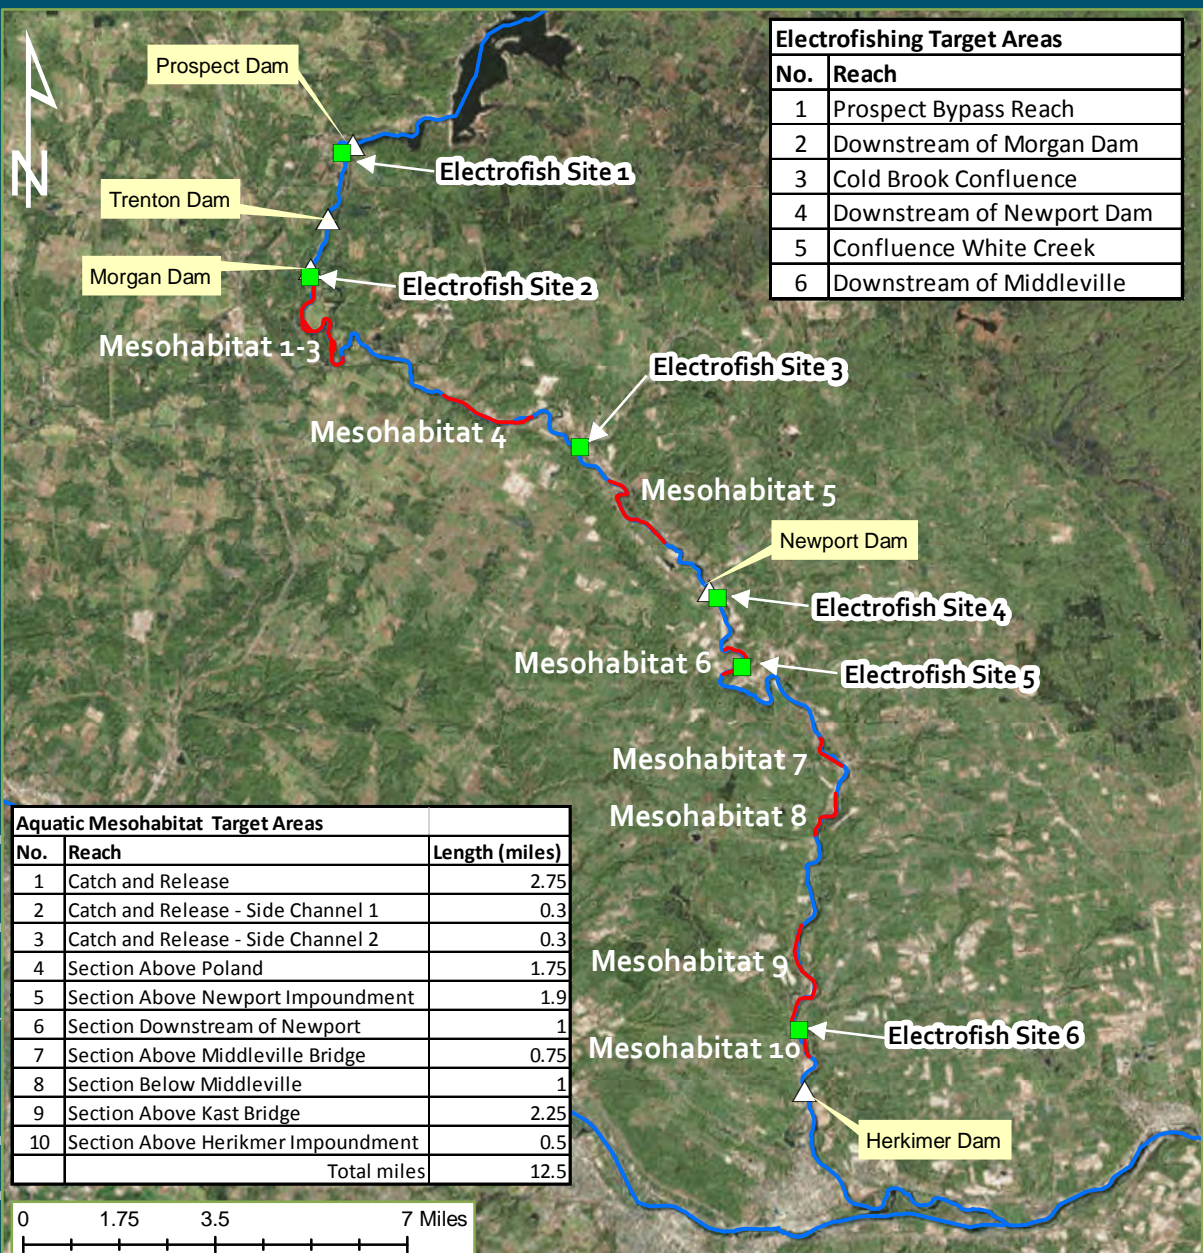 Electrofishing Target Areas
No. Reach
1 Prospect Bypass Reach
2 Downstream of Morgan Dam
3 Cold Brook Confluence
4 Downstream of Newport Dam
5 Confluence White Creek
6 Downstream of Middleville
N
Prospect Dam
Electrofish Site 1
Trenton Dam
Morgan Dam
Electrofish Site 2
Mesohabitat 1-3
Electrofish Site 3
Mesohabitat 4
Mesohabitat 5
Newport Dam
Electrofish Site 4
Mesohabitat 6
Electrofish Site 5
Mesohabitat 7
Mesohabitat 8
Mesohabitat 9
Electrofish Site 6
Mesohabitat 10
Herkimer Dam
Aquatic Mesohabitat Target Areas
No. Reach Length (miles)
1 Catch and Release 2.75
2 Catch and Release - Side Channel 1 0.3
3 Catch and Release - Side Channel 2 0.3
4 Section Above Poland 1.75
5 Section Above Newport Impoundment 1.9
6 Section Downstream of Newport 1
7 Section Above Middleville Bridge 0.75
8 Section Below Middleville 1
9 Section Above Kast Bridge 2.25
10 Section Above Herikmer Impoundment 0.5
Total miles 12.5
0 1.75 3.5 7 Miles